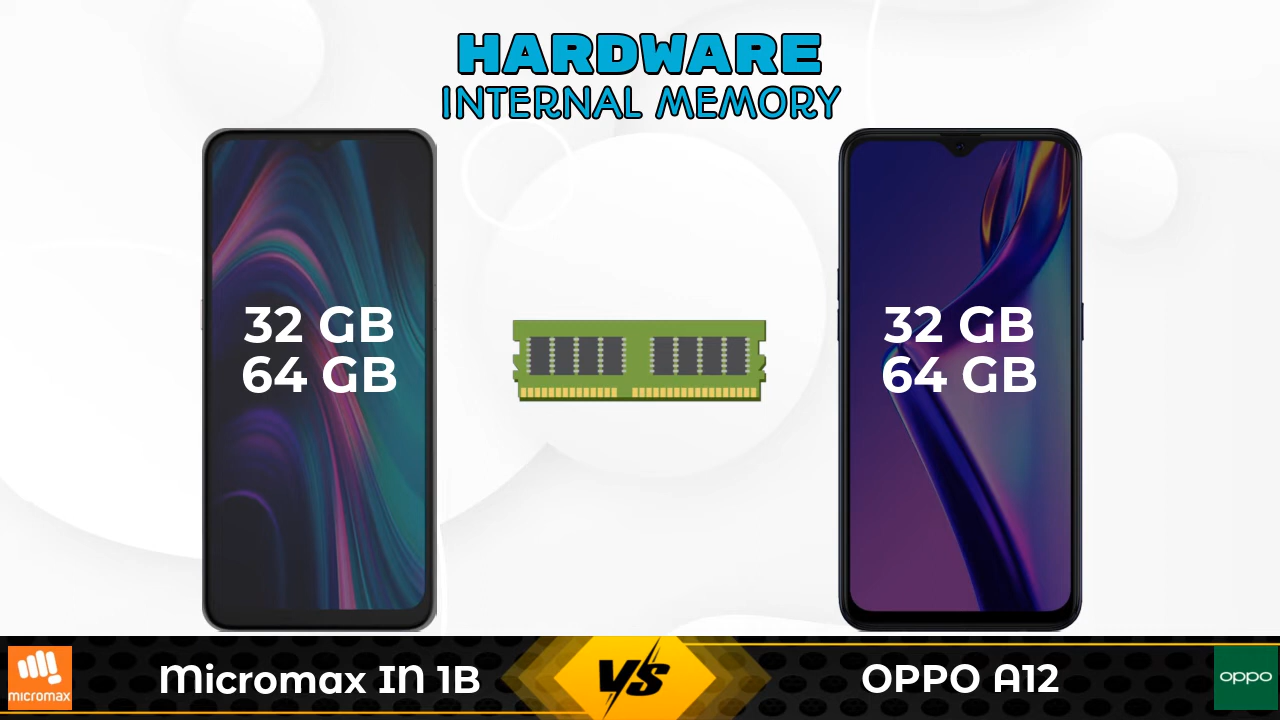 HARDWARE
INTERNAL MEMORY
32 GB
64 GB
32 GB
64 GB
Micromax IN 1B
VS
OPPO A12
micromax
oppo